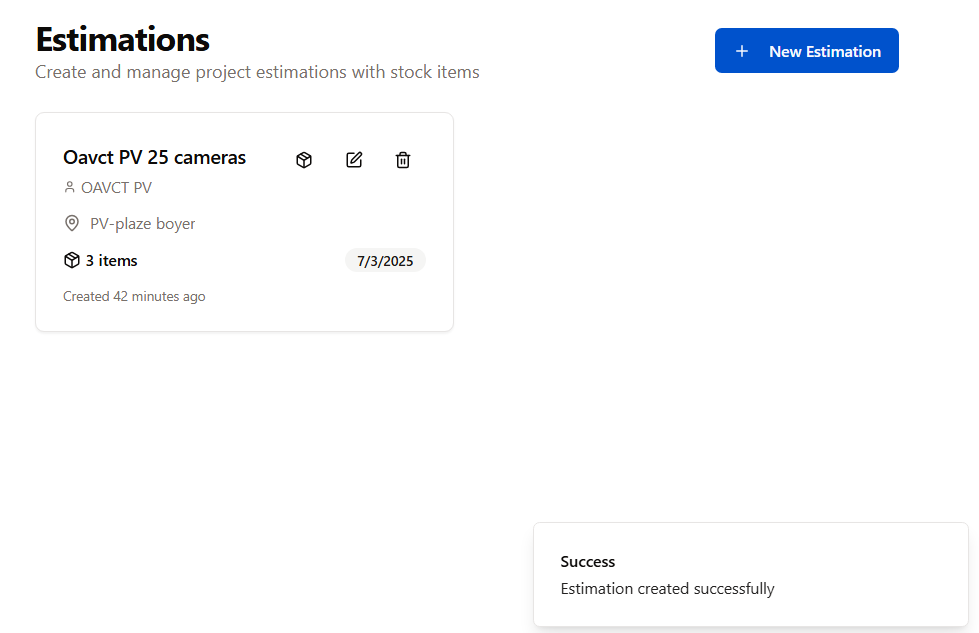 Estimations
Create and manage project estimations with stock items
New Estimation
Oavct PV 25 cameras
OAVCT PV
PV-plaze boyer
3 items
7/3/2025
Created 42 minutes ago
Success
Estimation created successfully